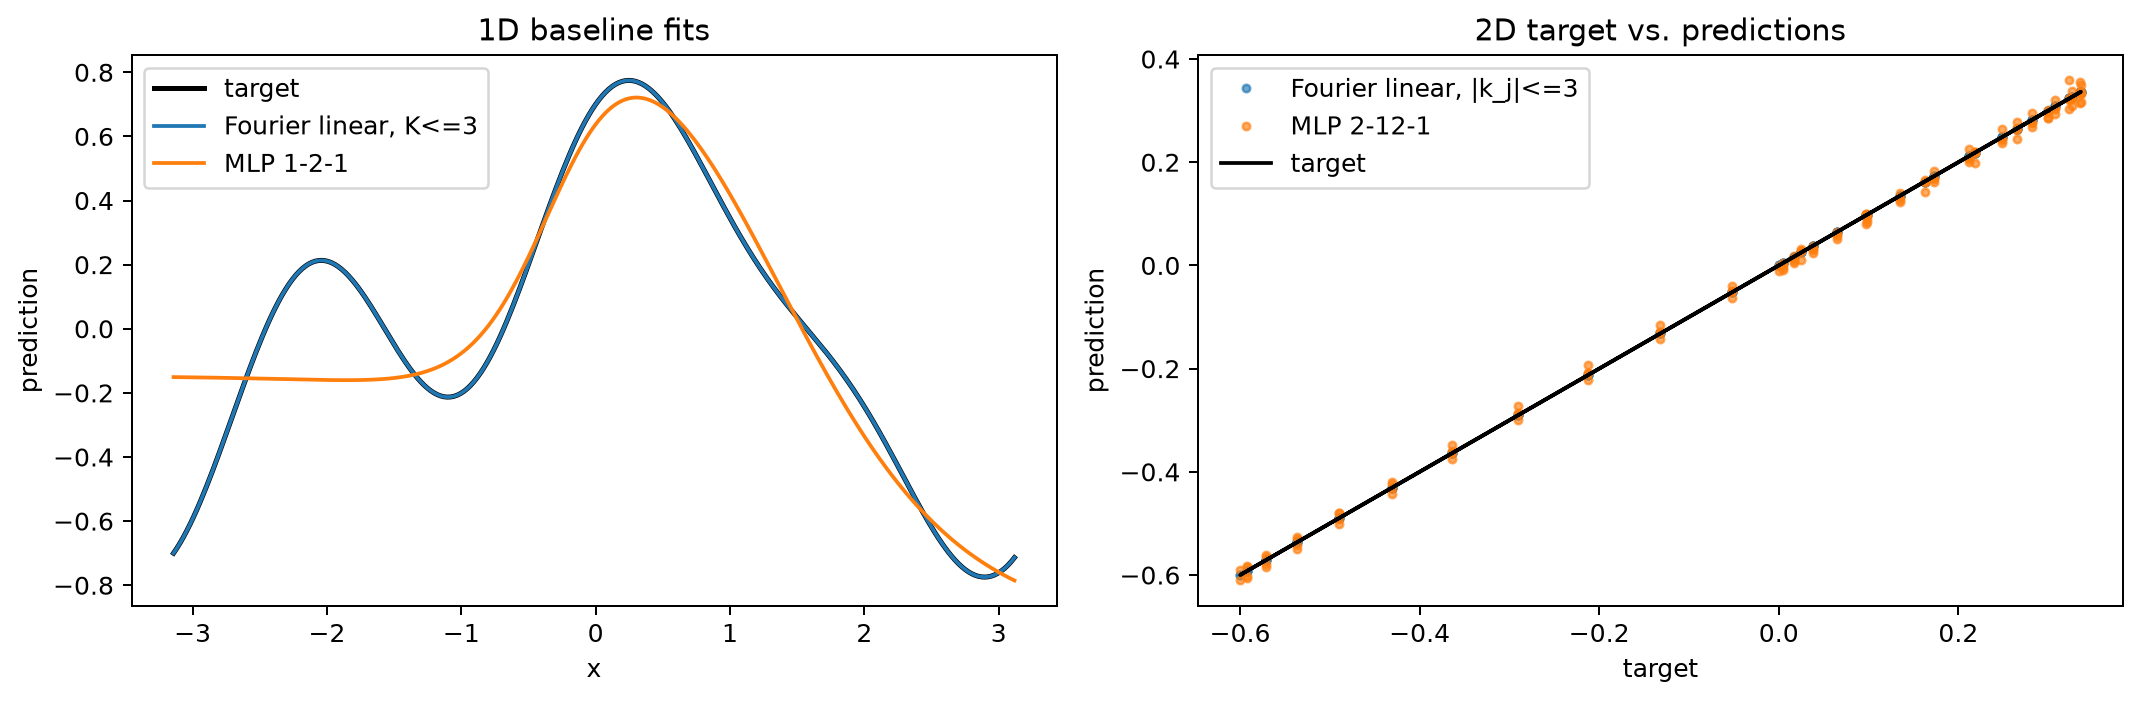 1D baseline fits
target
Fourier linear, K<=3
MLP 1-2-1
0.8
0.6
0.4
0.2
0.0
−0.2
−0.4
−0.6
−0.8
prediction
−3
−2
−1
0
1
2
3
x
2D target vs. predictions
Fourier linear, |k_j|<=3
MLP 2-12-1
target
0.4
0.2
0.0
−0.2
−0.4
−0.6
prediction
−0.6
−0.4
−0.2
0.0
0.2
target